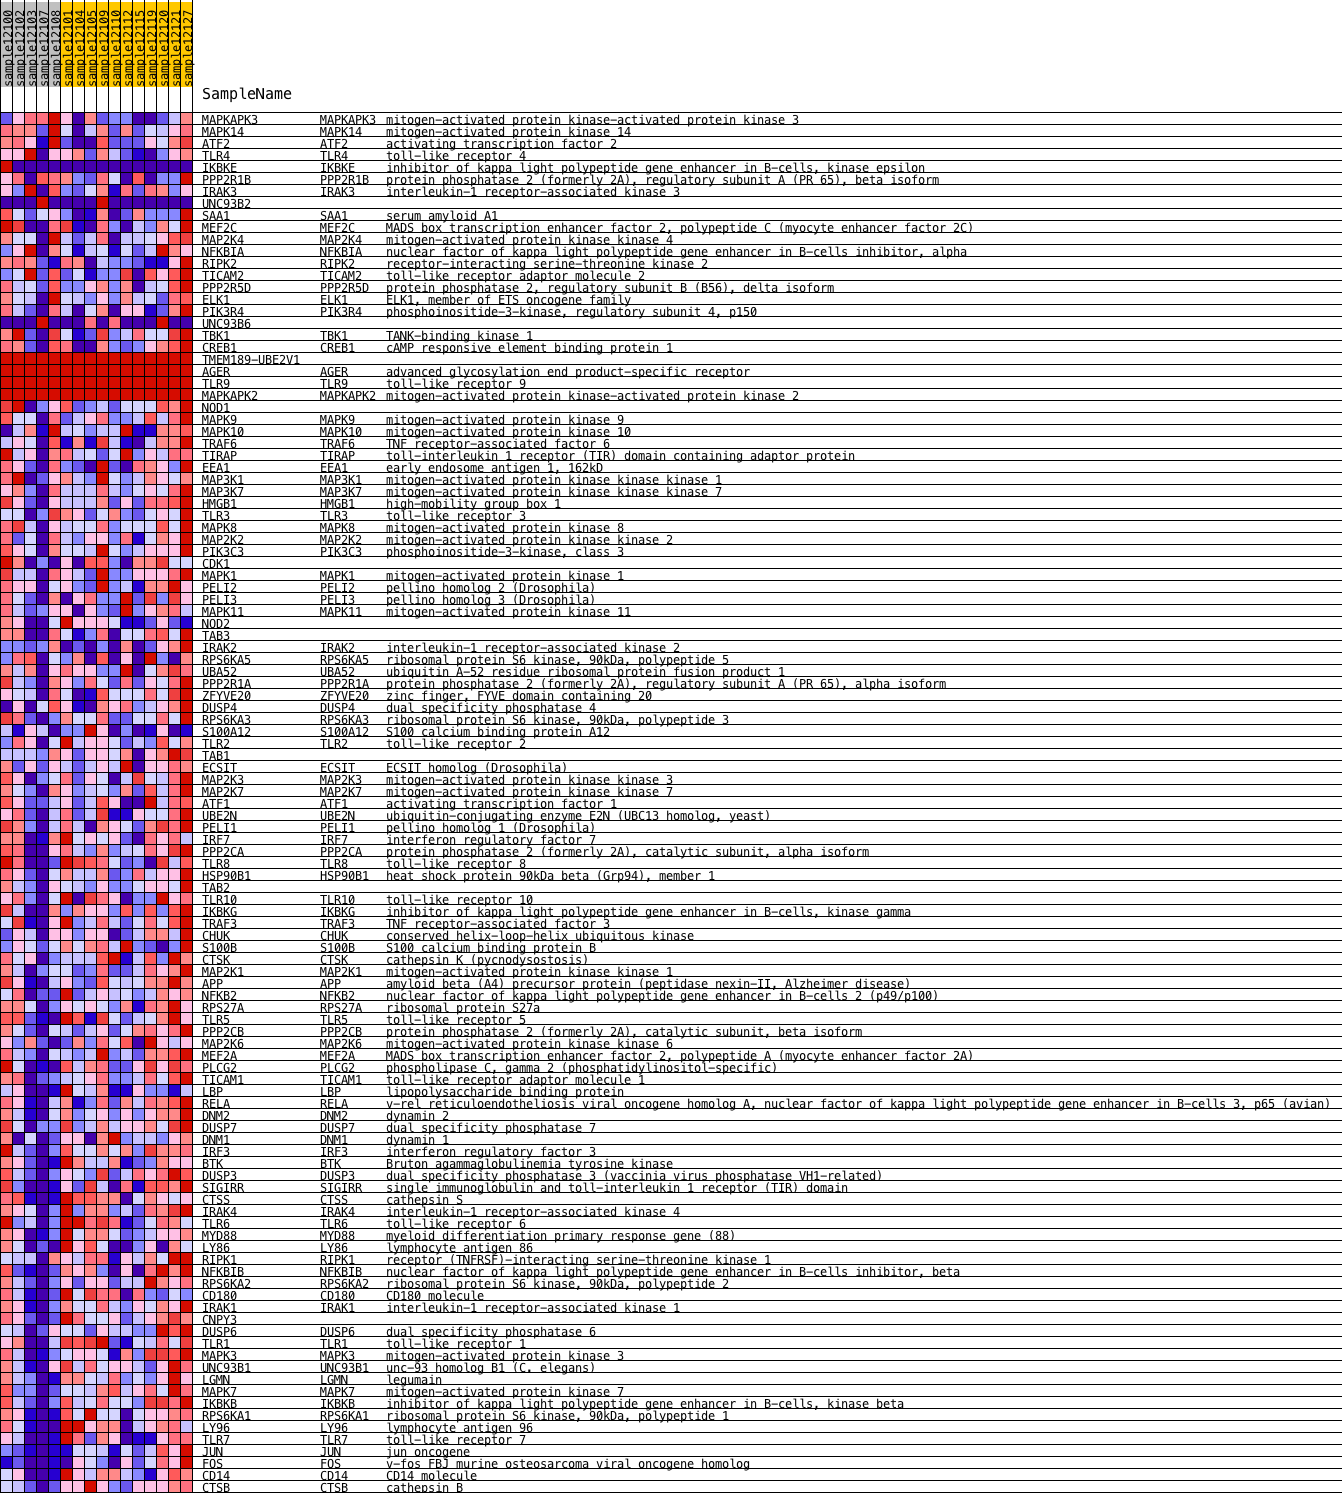 sample12100 sample12102 sample12103 sample12107 sample12108 sample12101 sample12104 sample12105 sample12109 sample12110 sample12112 sample12115 sample12119 sample12120 sample12121 sample12127
SampleName
MAPKAPK3 MAPKAPK3 mitogen-activated protein kinase-activated protein kinase 3
MAPK14 MAPK14 mitogen-activated protein kinase 14
ATF2 ATF2 activating transcription factor 2
TLR4 TLR4 toll-like receptor 4
IKBKE IKBKE inhibitor of kappa light polypeptide gene enhancer in B-cells, kinase epsilon
PPP2R1B PPP2R1B protein phosphatase 2 (formerly 2A), regulatory subunit A (PR 65), beta isoform
IRAK3 IRAK3 interleukin-1 receptor-associated kinase 3
UNC93B2
SAA1 SAA1 serum amyloid A1
MEF2C MEF2C MADS box transcription enhancer factor 2, polypeptide C (myocyte enhancer factor 2C)
MAP2K4 MAP2K4 mitogen-activated protein kinase kinase 4
NFKBIA NFKBIA nuclear factor of kappa light polypeptide gene enhancer in B-cells inhibitor, alpha
RIPK2 RIPK2 receptor-interacting serine-threonine kinase 2
TICAM2 TICAM2 toll-like receptor adaptor molecule 2
PPP2R5D PPP2R5D protein phosphatase 2, regulatory subunit B (B56), delta isoform
ELK1 ELK1 ELK1, member of ETS oncogene family
PIK3R4 PIK3R4 phosphoinositide-3-kinase, regulatory subunit 4, p150
UNC93B6
TBK1 TBK1 TANK-binding kinase 1
CREB1 CREB1 cAMP responsive element binding protein 1
TMEM189-UBE2V1
AGER AGER advanced glycosylation end product-specific receptor
TLR9 TLR9 toll-like receptor 9
MAPKAPK2 MAPKAPK2 mitogen-activated protein kinase-activated protein kinase 2
NOD1
MAPK9 MAPK9 mitogen-activated protein kinase 9
MAPK10 MAPK10 mitogen-activated protein kinase 10
TRAF6 TRAF6 TNF receptor-associated factor 6
TIRAP TIRAP toll-interleukin 1 receptor (TIR) domain containing adaptor protein
EEA1 EEA1 early endosome antigen 1, 162kD
MAP3K1 MAP3K1 mitogen-activated protein kinase kinase kinase 1
MAP3K7 MAP3K7 mitogen-activated protein kinase kinase kinase 7
HMGB1 HMGB1 high-mobility group box 1
TLR3 TLR3 toll-like receptor 3
MAPK8 MAPK8 mitogen-activated protein kinase 8
MAP2K2 MAP2K2 mitogen-activated protein kinase kinase 2
PIK3C3 PIK3C3 phosphoinositide-3-kinase, class 3
CDK1
MAPK1 MAPK1 mitogen-activated protein kinase 1
PELI2 PELI2 pellino homolog 2 (Drosophila)
PELI3 PELI3 pellino homolog 3 (Drosophila)
MAPK11 MAPK11 mitogen-activated protein kinase 11
NOD2
TAB3
IRAK2 IRAK2 interleukin-1 receptor-associated kinase 2
RPS6KA5 RPS6KA5 ribosomal protein S6 kinase, 90kDa, polypeptide 5
UBA52 UBA52 ubiquitin A-52 residue ribosomal protein fusion product 1
PPP2R1A PPP2R1A protein phosphatase 2 (formerly 2A), regulatory subunit A (PR 65), alpha isoform
ZFYVE20 ZFYVE20 zinc finger, FYVE domain containing 20
DUSP4 DUSP4 dual specificity phosphatase 4
RPS6KA3 RPS6KA3 ribosomal protein S6 kinase, 90kDa, polypeptide 3
S100A12 S100A12 S100 calcium binding protein A12
TLR2 TLR2 toll-like receptor 2
TAB1
ECSIT ECSIT ECSIT homolog (Drosophila)
MAP2K3 MAP2K3 mitogen-activated protein kinase kinase 3
MAP2K7 MAP2K7 mitogen-activated protein kinase kinase 7
ATF1 ATF1 activating transcription factor 1
UBE2N UBE2N ubiquitin-conjugating enzyme E2N (UBC13 homolog, yeast)
PELI1 PELI1 pellino homolog 1 (Drosophila)
IRF7 IRF7 interferon regulatory factor 7
PPP2CA PPP2CA protein phosphatase 2 (formerly 2A), catalytic subunit, alpha isoform
TLR8 TLR8 toll-like receptor 8
HSP90B1 HSP90B1 heat shock protein 90kDa beta (Grp94), member 1
TAB2
TLR10 TLR10 toll-like receptor 10
IKBKG IKBKG inhibitor of kappa light polypeptide gene enhancer in B-cells, kinase gamma
TRAF3 TRAF3 TNF receptor-associated factor 3
CHUK CHUK conserved helix-loop-helix ubiquitous kinase
S100B S100B S100 calcium binding protein B
CTSK CTSK cathepsin K (pycnodysostosis)
MAP2K1 MAP2K1 mitogen-activated protein kinase kinase 1
APP APP amyloid beta (A4) precursor protein (peptidase nexin-II, Alzheimer disease)
NFKB2 NFKB2 nuclear factor of kappa light polypeptide gene enhancer in B-cells 2 (p49/p100)
RPS27A RPS27A ribosomal protein S27a
TLR5 TLR5 toll-like receptor 5
PPP2CB PPP2CB protein phosphatase 2 (formerly 2A), catalytic subunit, beta isoform
MAP2K6 MAP2K6 mitogen-activated protein kinase kinase 6
MEF2A MEF2A MADS box transcription enhancer factor 2, polypeptide A (myocyte enhancer factor 2A)
PLCG2 PLCG2 phospholipase C, gamma 2 (phosphatidylinositol-specific)
TICAM1 TICAM1 toll-like receptor adaptor molecule 1
LBP LBP lipopolysaccharide binding protein
RELA RELA v-rel reticuloendotheliosis viral oncogene homolog A, nuclear factor of kappa light polypeptide gene enhancer in B-cells 3, p65 (avian)
DNM2 DNM2 dynamin 2
DUSP7 DUSP7 dual specificity phosphatase 7
DNM1 DNM1 dynamin 1
IRF3 IRF3 interferon regulatory factor 3
BTK BTK Bruton agammaglobulinemia tyrosine kinase
DUSP3 DUSP3 dual specificity phosphatase 3 (vaccinia virus phosphatase VH1-related)
SIGIRR SIGIRR single immunoglobulin and toll-interleukin 1 receptor (TIR) domain
CTSS CTSS cathepsin S
IRAK4 IRAK4 interleukin-1 receptor-associated kinase 4
TLR6 TLR6 toll-like receptor 6
MYD88 MYD88 myeloid differentiation primary response gene (88)
LY86 LY86 lymphocyte antigen 86
RIPK1 RIPK1 receptor (TNFRSF)-interacting serine-threonine kinase 1
NFKBIB NFKBIB nuclear factor of kappa light polypeptide gene enhancer in B-cells inhibitor, beta
RPS6KA2 RPS6KA2 ribosomal protein S6 kinase, 90kDa, polypeptide 2
CD180 CD180 CD180 molecule
IRAK1 IRAK1 interleukin-1 receptor-associated kinase 1
CNPY3
DUSP6 DUSP6 dual specificity phosphatase 6
TLR1 TLR1 toll-like receptor 1
MAPK3 MAPK3 mitogen-activated protein kinase 3
UNC93B1 UNC93B1 unc-93 homolog B1 (C. elegans)
LGMN LGMN legumain
MAPK7 MAPK7 mitogen-activated protein kinase 7
IKBKB IKBKB inhibitor of kappa light polypeptide gene enhancer in B-cells, kinase beta
RPS6KA1 RPS6KA1 ribosomal protein S6 kinase, 90kDa, polypeptide 1
LY96 LY96 lymphocyte antigen 96
TLR7 TLR7 toll-like receptor 7
JUN JUN jun oncogene
FOS FOS v-fos FBJ murine osteosarcoma viral oncogene homolog
CD14 CD14 CD14 molecule
CTSB CTSB cathepsin B